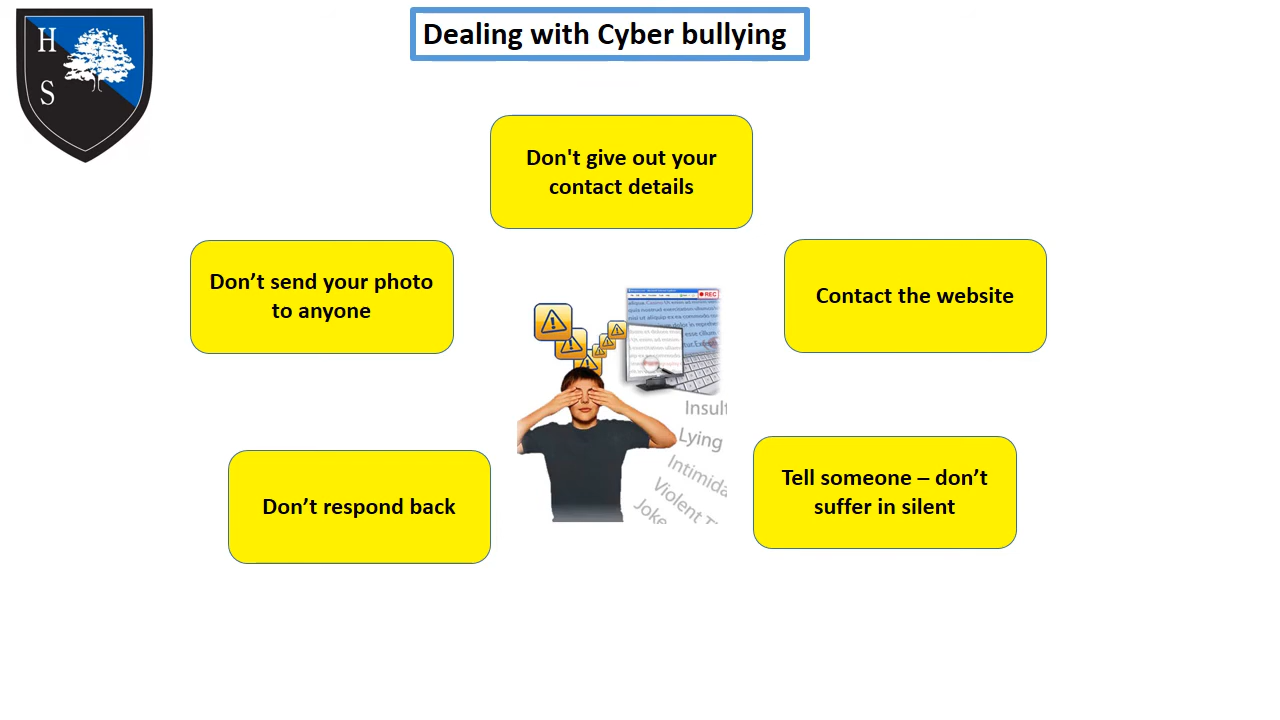 H
S
Dealing with Cyber bullying
Don't give out your
contact details
Don’t send your photo
to anyone
Contact the website
REC
Insult
Lying
Don’t respond back
Tell someone – don’t
suffer in silent
Violent
Joke